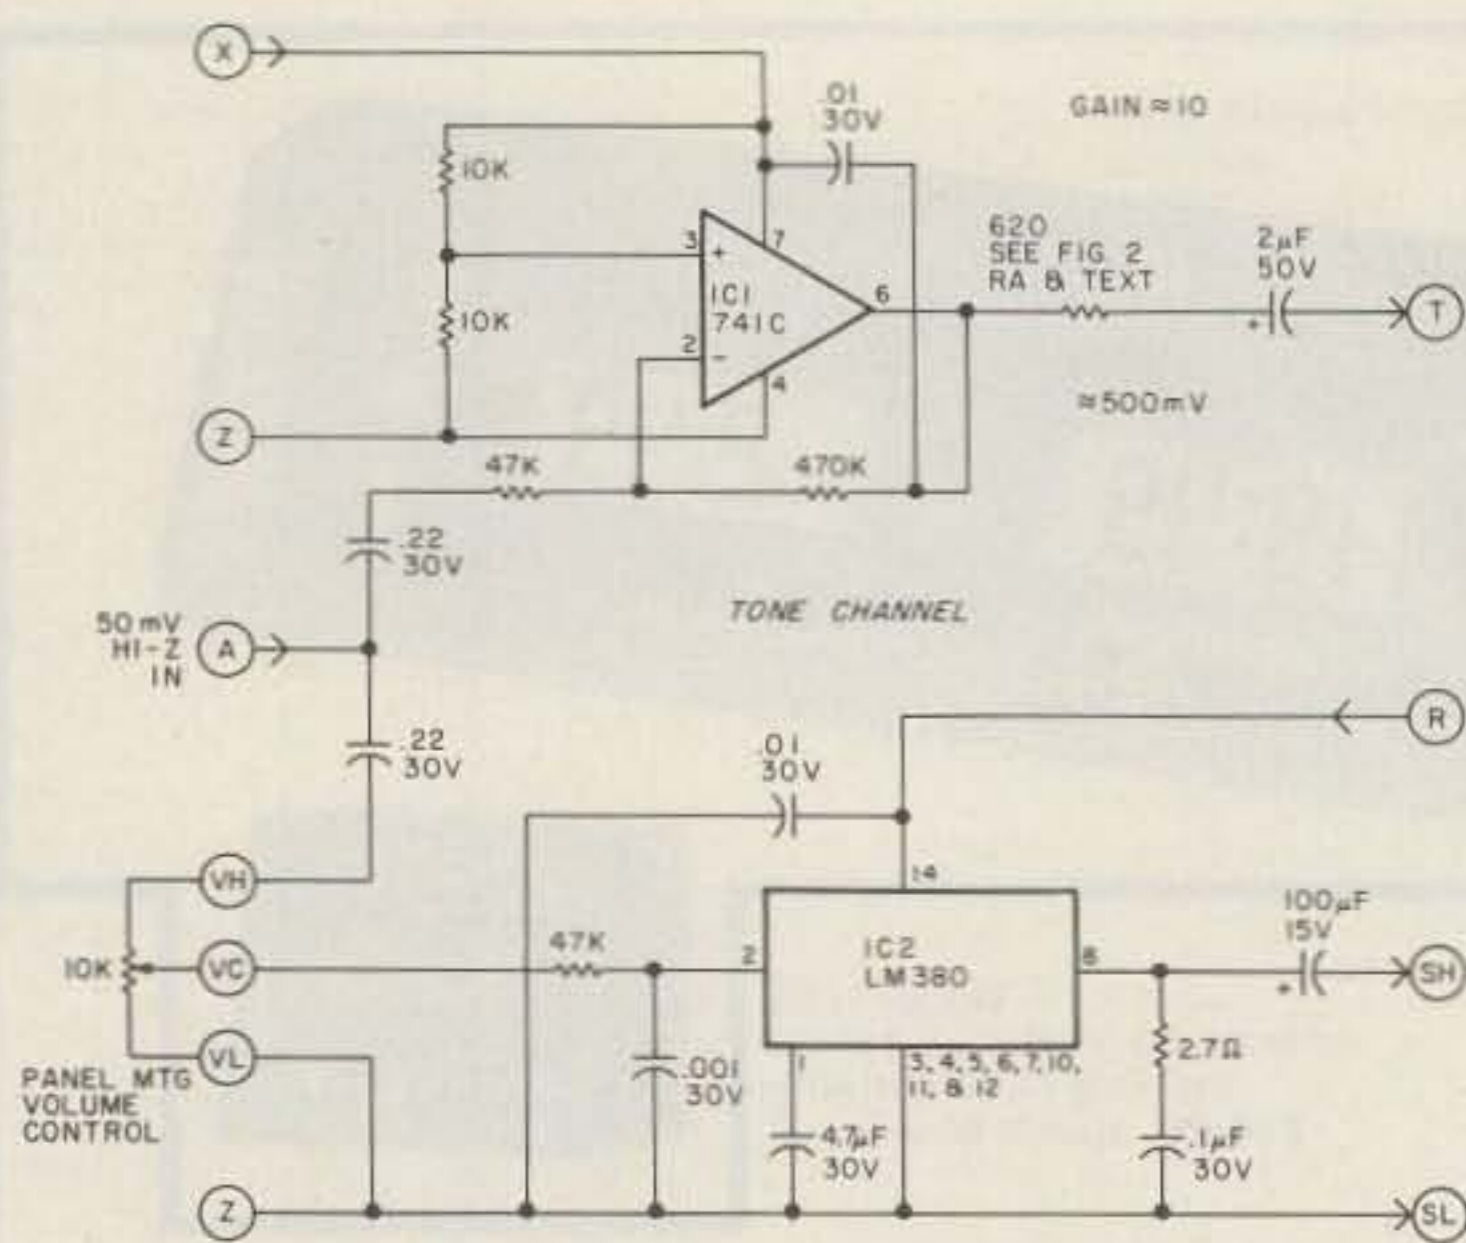 X
.01
30V
GAIN ≈ 10
10K
3
+
7
620
SEE FIG. 2
RA & TEXT
2µF
50V
IC1
741C
6
10K
2
-
4
+
T
≈500mV
Z
47K
470K
.22
30V
TONE CHANNEL
50 mV
HI-Z
IN
A
R
.22
30V
.01
30V
VH
14
100µF
15V
10K
VC
47K
2
IC2
LM380
8
+
SH
VL
PANEL MTG
VOLUME
CONTROL
.001
30V
1
3, 4, 5, 6, 7, 10,
11, & 12
2.7Ω
4.7µF
30V
.1µF
30V
Z
SL